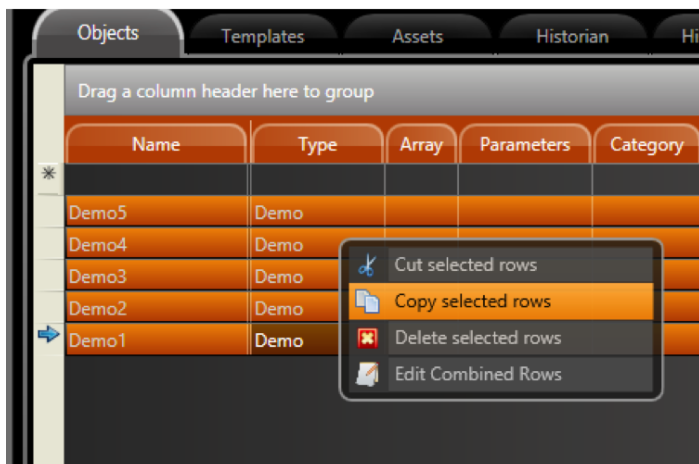 Objects Templates Assets Historian Hi
Drag a column header here to group
Name Type Array Parameters Category
Demo5 Demo
Demo4 Demo
Cut selected rows
Demo3 Demo
Copy selected rows
Demo2 Demo
Delete selected rows
Demo1 Demo
Edit Combined Rows